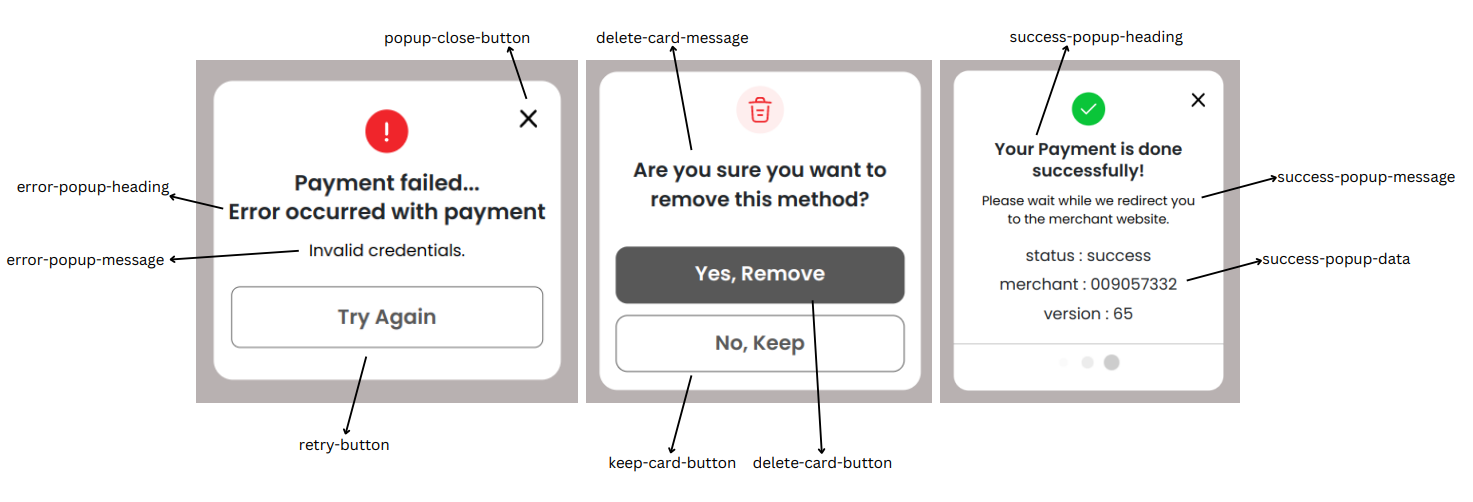 popup-close-button
delete-card-message
success-popup-heading
error-popup-heading
error-popup-message
!
Payment failed...
Error occurred with payment
Invalid credentials.
Try Again
retry-button
Are you sure you want to
remove this method?
Yes, Remove
No, Keep
keep-card-button
delete-card-button
Your Payment is done
successfully!
Please wait while we redirect you
to the merchant website.
status : success
merchant : 009057332
version : 65
success-popup-message
success-popup-data